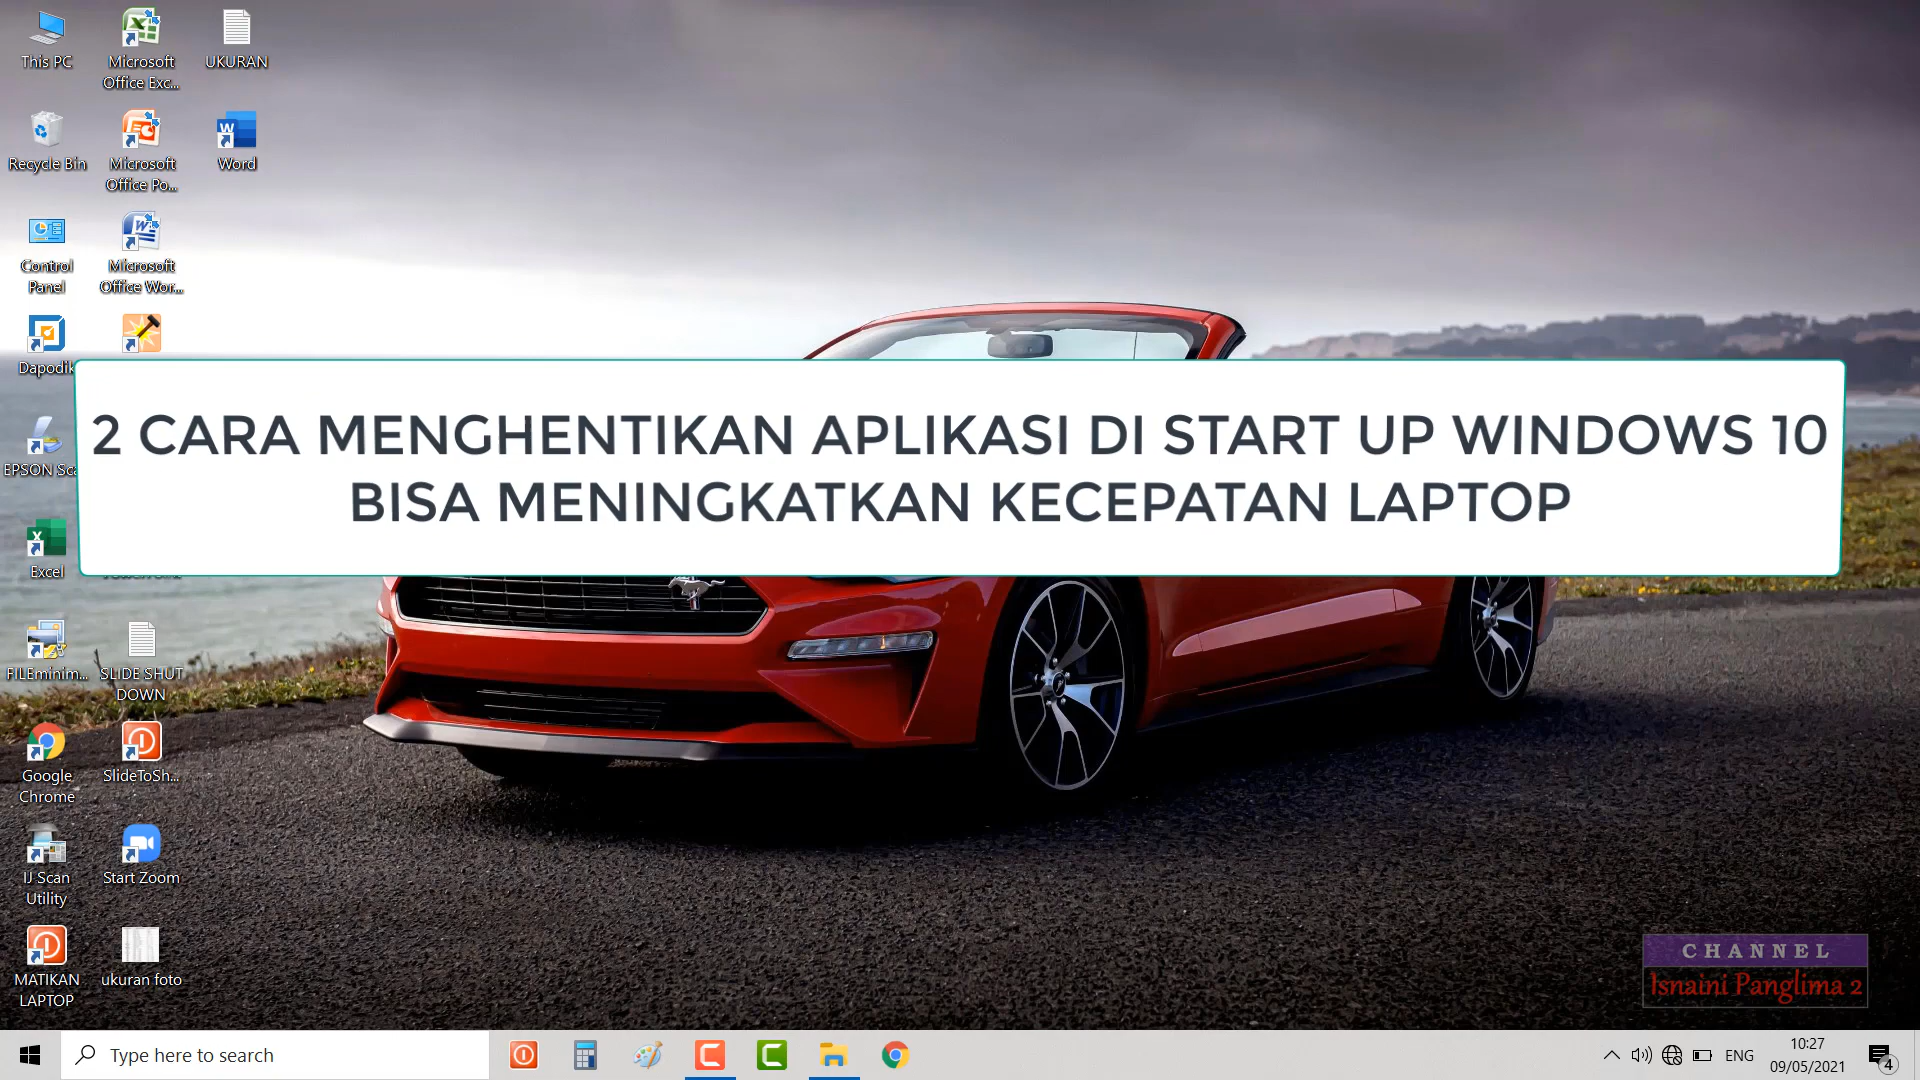 This PC
Microsoft
Office Exc...
UKURAN
Recycle Bin
Microsoft
Office Po...
Word
Control
Panel
Microsoft
Office Wor...
Dapodik
2 CARA MENGHENTIKAN APLIKASI DI START UP WINDOWS 10
BISA MENINGKATKAN KECEPATAN LAPTOP
EPSON Sca
Excel
FILEminim...
SLIDE SHUT
DOWN
Google
Chrome
SlideToSh...
IJ Scan
Utility
Start Zoom
MATIKAN
LAPTOP
ukuran foto
CHANNEL
Isnaini Panglima 2
Type here to search
ENG
10:27
09/05/2021
4